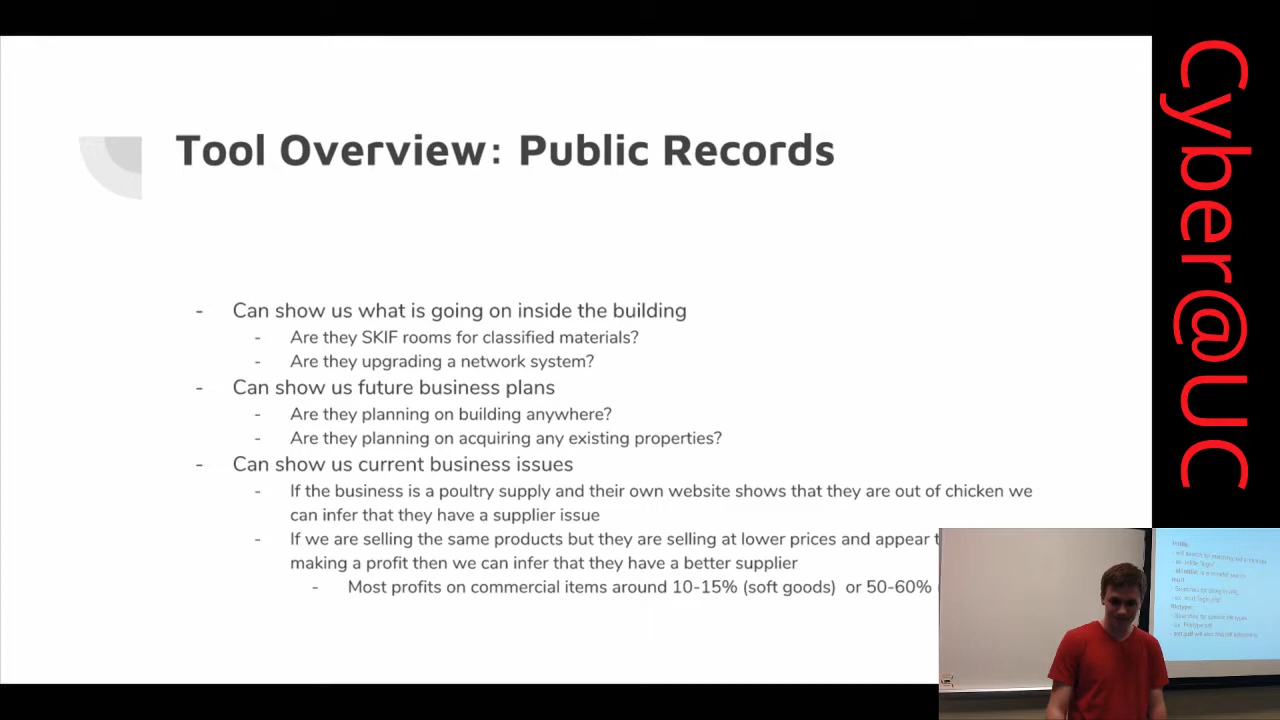 Tool Overview: Public Records
- Can show us what is going on inside the building
- Are they SKIF rooms for classified materials?
- Are they upgrading a network system?
- Can show us future business plans
- Are they planning on building anywhere?
- Are they planning on acquiring any existing properties?
- Can show us current business issues
- If the business is a poultry supply and their own website shows that they are out of chicken we
can infer that they have a supplier issue
- If we are selling the same products but they are selling at lower prices and appear
making a profit then we can infer that they have a better supplier
- Most profits on commercial items around 10-15% (soft goods) or 50-60%
Cyber@UC